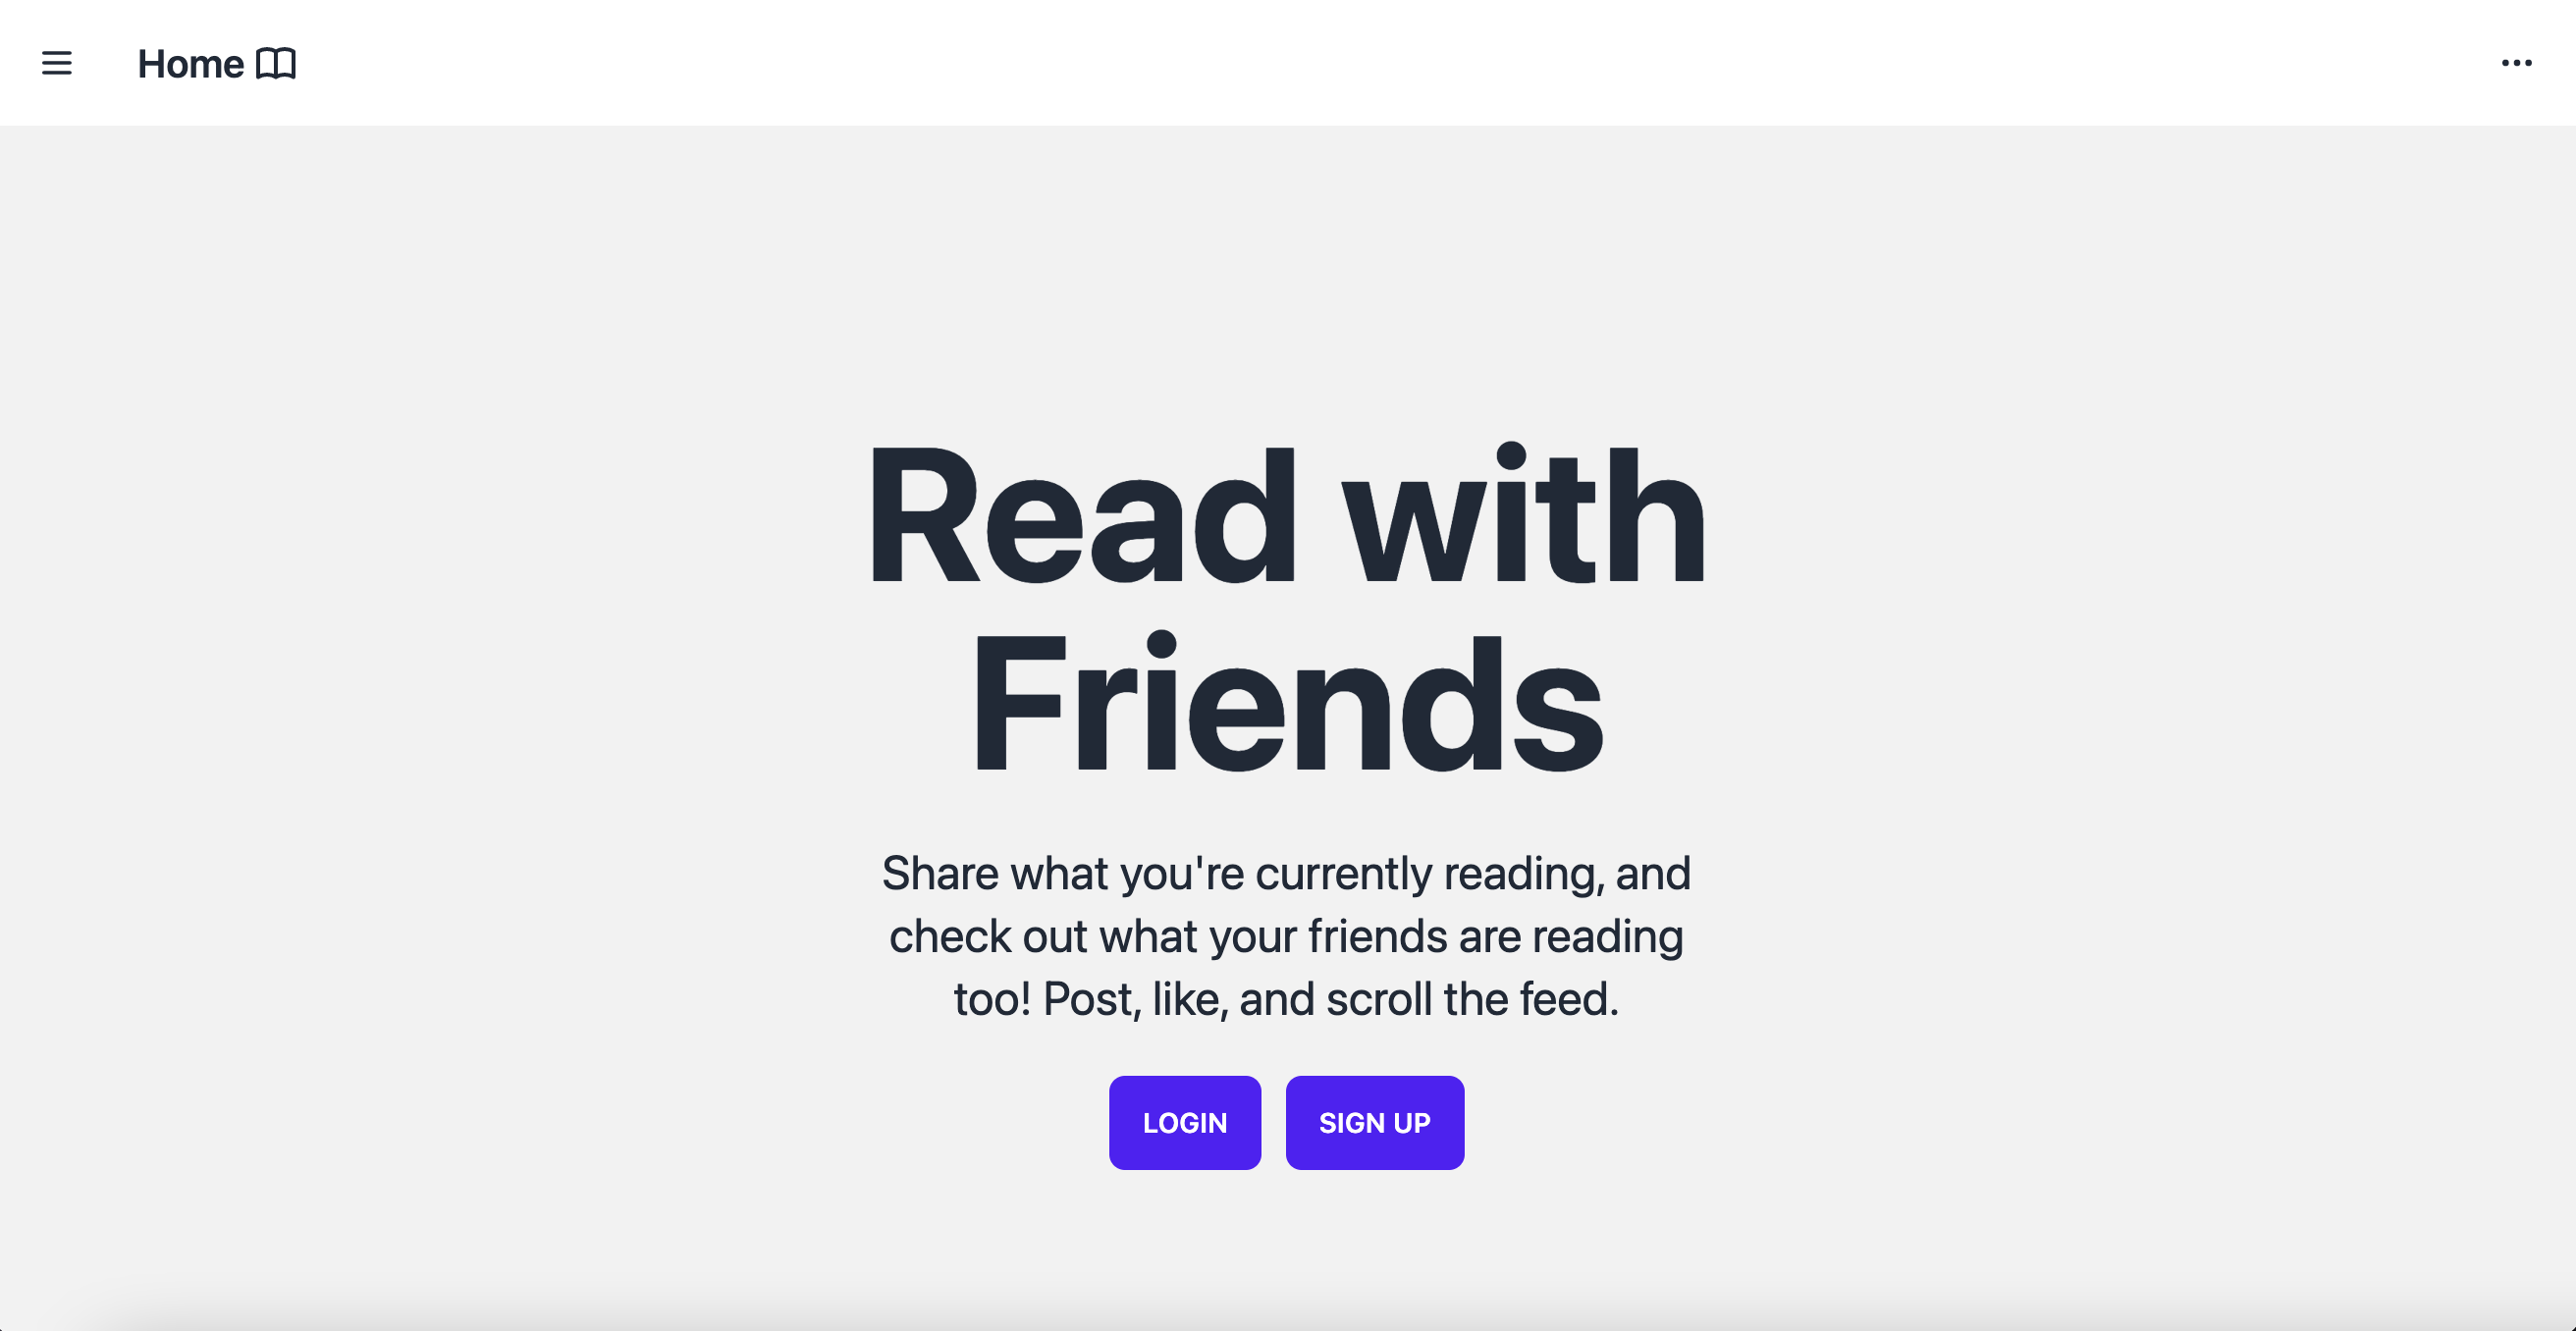 Home
Read with
Friends
Share what you're currently reading, and
check out what your friends are reading
too! Post, like, and scroll the feed.
LOGIN
SIGN UP